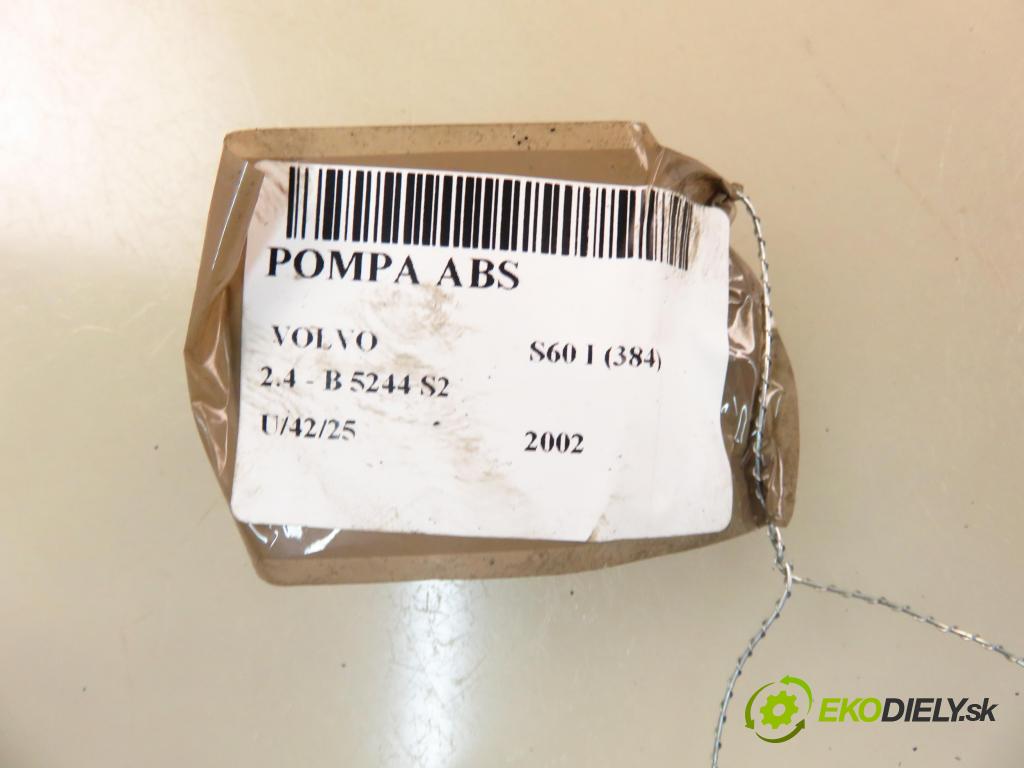 POMPA ABS
VOLVO S60 I (384)
2.4 - B 5244 S2
U/42/25 2002
EKODIELY.sk